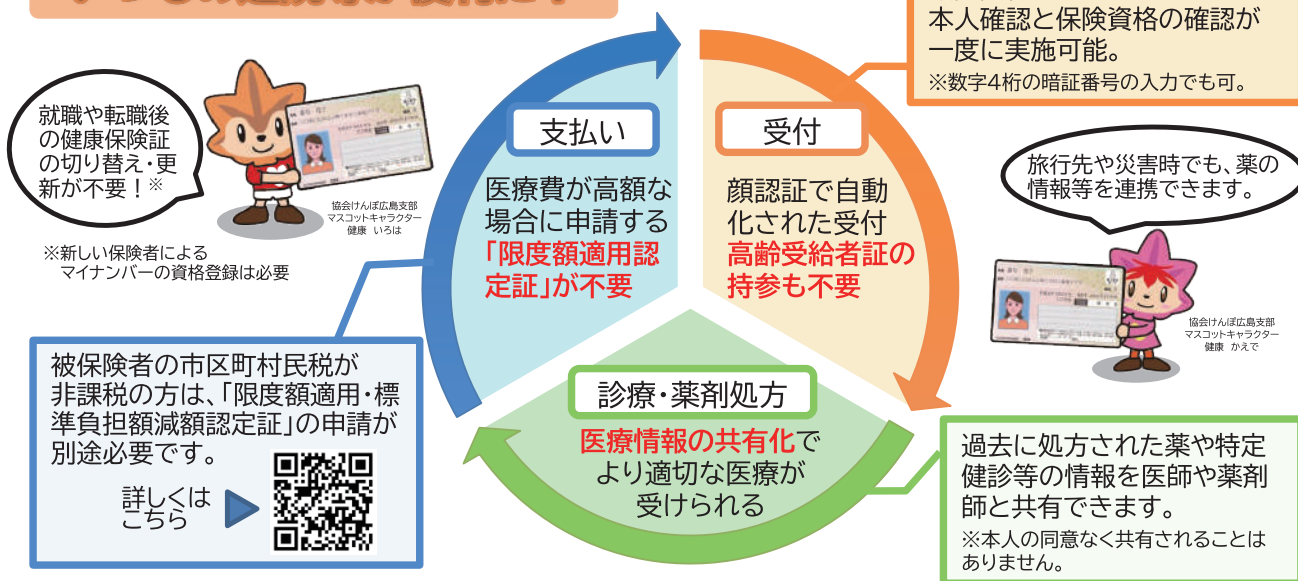 本人確認と保険資格の確認が
一度に実施可能。
※数字4桁の暗証番号の入力でも可。
就職や転職後
の健康保険証
の切り替え・更
新が不要！※
協会けんぽ広島支部
マスコットキャラクター
健康 いろは
※新しい保険者による
マイナンバーの資格登録は必要
支払い
医療費が高額な
場合に申請する
「限度額適用認
定証」が不要
受付
顔認証で自動
化された受付
高齢受給者証の
持参も不要
旅行先や災害時でも、薬の
情報等を連携できます。
協会けんぽ広島支部
マスコットキャラクター
健康 かえで
被保険者の市区町村民税が
非課税の方は、「限度額適用・標
準負担額減額認定証」の申請が
別途必要です。
詳しくは
こちら
診療・薬剤処方
医療情報の共有化で
より適切な医療が
受けられる
過去に処方された薬や特定
健診等の情報を医師や薬剤
師と共有できます。
※本人の同意なく共有されることは
ありません。